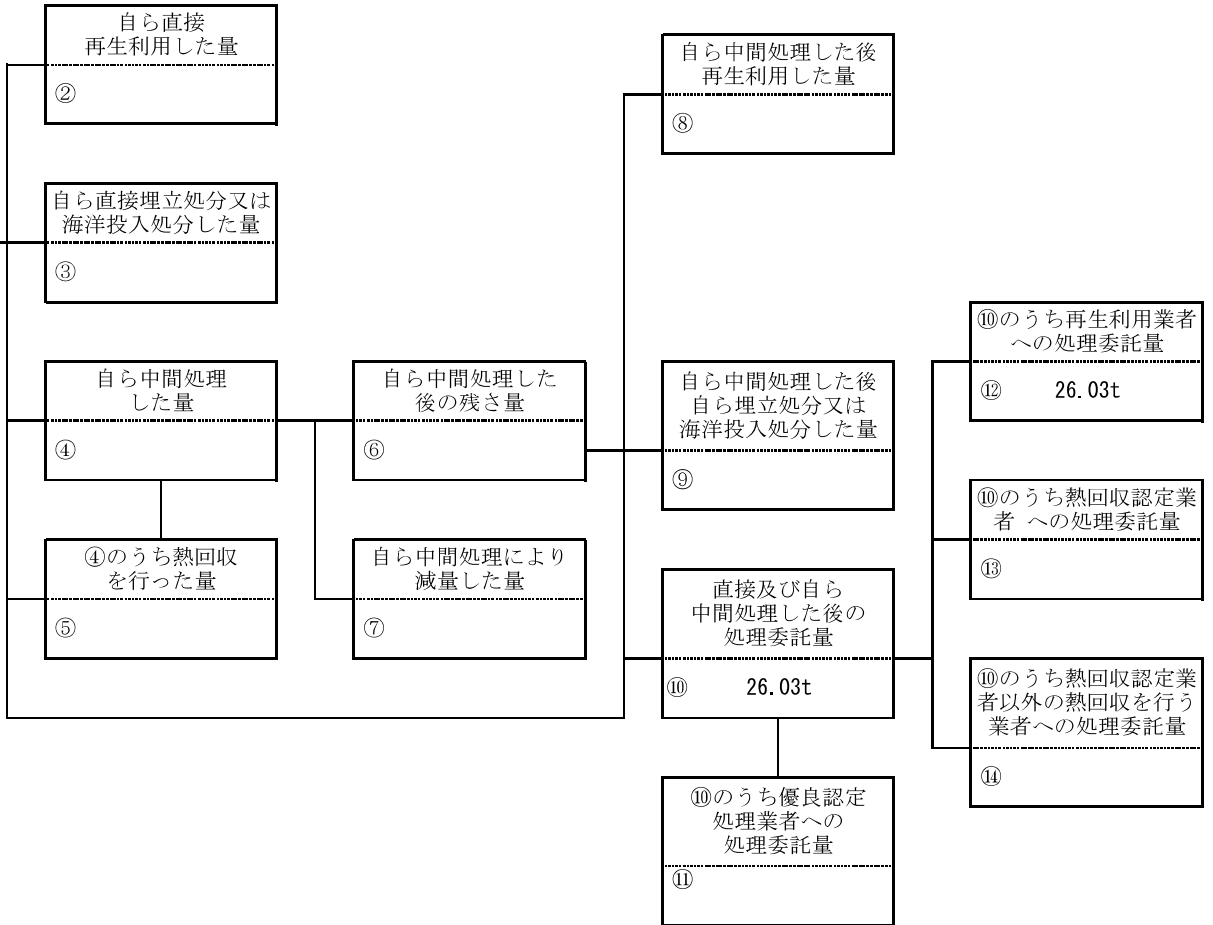 自ら直接
再生利用した量
②
自ら直接埋立処分又は
海洋投入処分した量
③
自ら中間処理
した量
④
④のうち熱回収
を行った量
⑤
自ら中間処理した
後の残さ量
⑥
自ら中間処理により
減量した量
⑦
自ら中間処理した後
再生利用した量
⑧
自ら中間処理した後
自ら埋立処分又は
海洋投入処分した量
⑨
直接及び自ら
中間処理した後の
処理委託量
⑩ 26.03t
⑩のうち優良認定
処理業者への
処理委託量
⑪
⑩のうち再生利用業者
への処理委託量
⑫ 26.03t
⑩のうち熱回収認定業
者 への処理委託量
⑬
⑩のうち熱回収認定業
者以外の熱回収を行う
業者への処理委託量
⑭